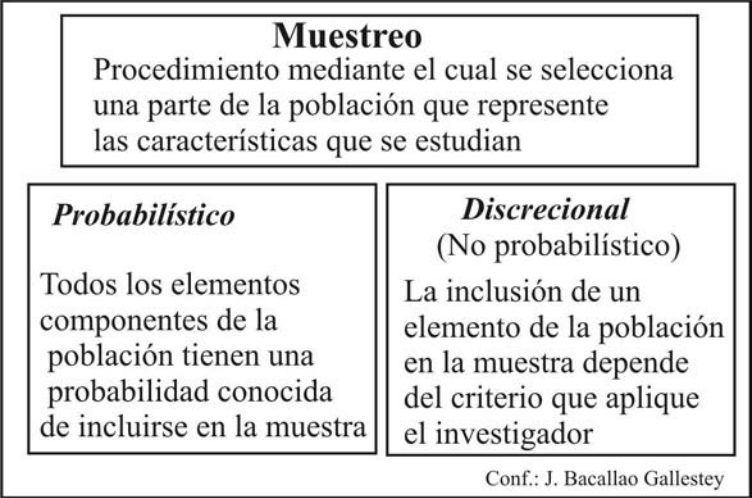 Muestreo
Procedimiento mediante el cual se selecciona
una parte de la población que represente
las características que se estudian
Probabilístico
Todos los elementos
componentes de la
población tienen una
probabilidad conocida
de incluirse en la muestra
Discrecional
(No probabilístico)
La inclusión de un
elemento de la población
en la muestra depende
del criterio que aplique
el investigador
Conf.: J. Bacallao Gallestey